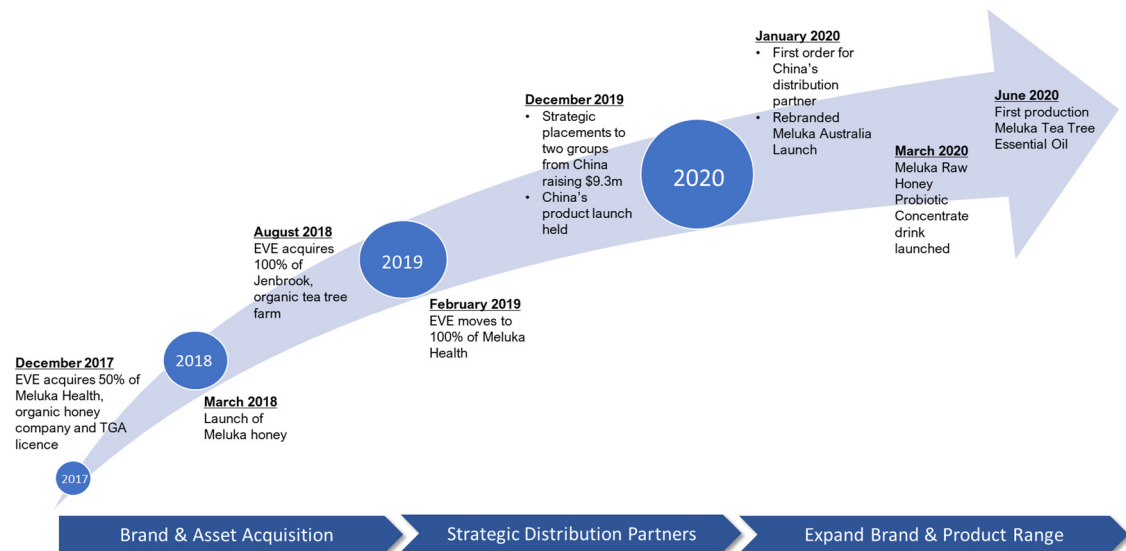 December 2017
EVE acquires 50% of
Meluka Health,
organic honey
company and TGA
licence
2017
2018
March 2018
Launch of
Meluka honey
August 2018
EVE acquires
100% of
Jenbrook,
organic tea tree
farm
2019
February 2019
EVE moves to
100% of Meluka
Health
December 2019
• Strategic
placements to
two groups
from China
raising $9.3m
• China's
product launch
held
2020
January 2020
• First order for
China's
distribution
partner
• Rebranded
Meluka Australia
Launch
March 2020
Meluka Raw
Honey
Probiotic
Concentrate
drink
launched
June 2020
First production
Meluka Tea Tree
Essential Oil
Brand & Asset Acquisition
Strategic Distribution Partners
Expand Brand & Product Range